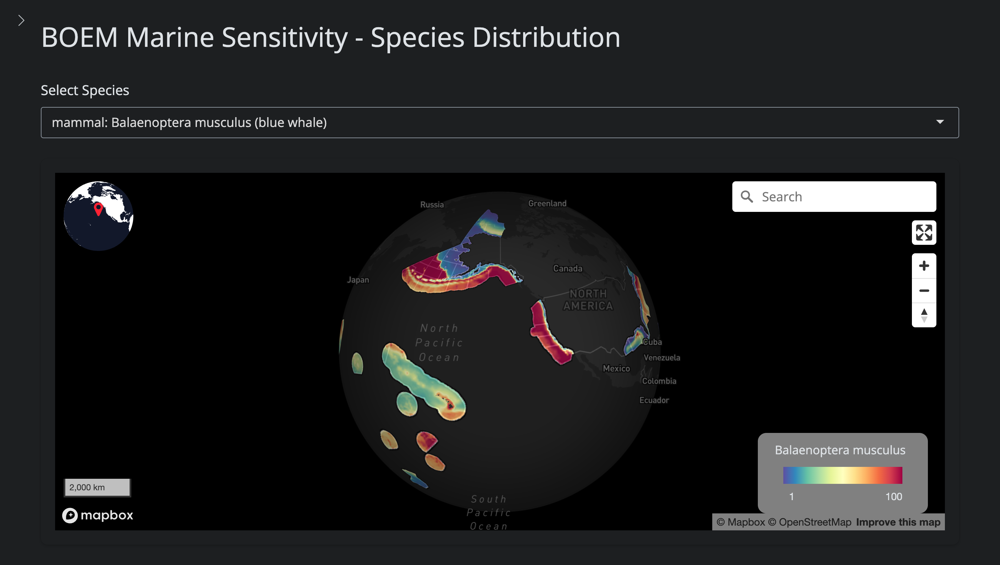 BOEM Marine Sensitivity - Species Distribution
Select Species
mammal: Balaenoptera musculus (blue whale)
Search
Russia
Greenland
Canada
Japan
NORTH
AMERICA
North
Pacific
Ocean
Cuba
Venezuela
Mexico
Colombia
Ecuador
Balaenoptera musculus
1 100
2,000 km
South
Pacific
Ocean
mapbox
© Mapbox © OpenStreetMap Improve this map